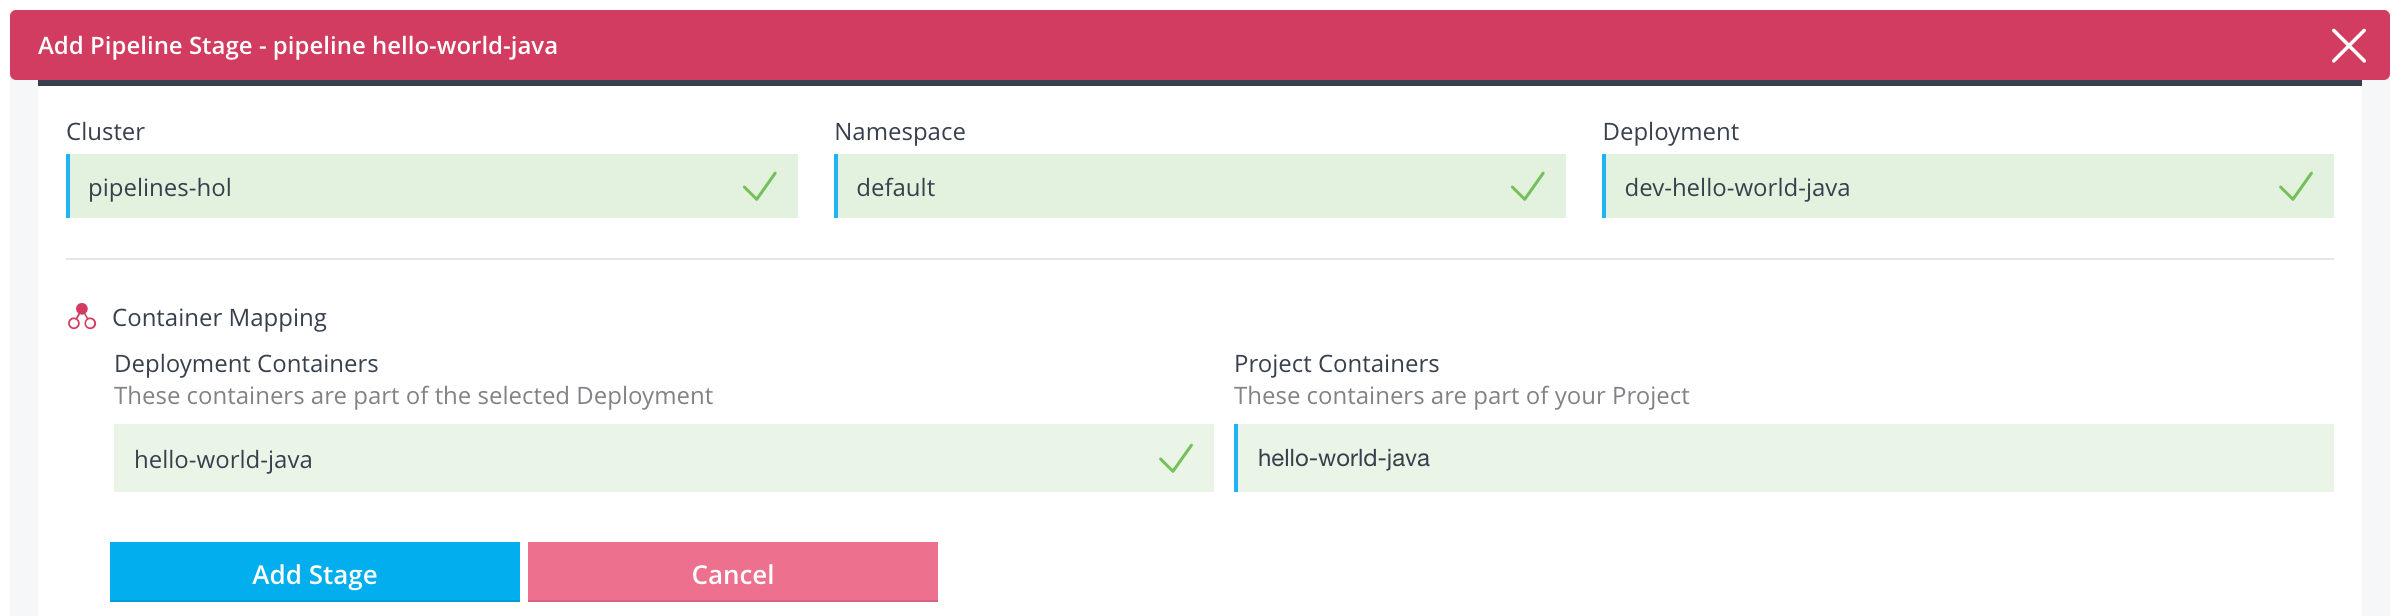 Add Pipeline Stage - pipeline hello-world-java
Cluster
Namespace
Deployment
pipelines-hol
default
dev-hello-world-java
Container Mapping
Deployment Containers
Project Containers
These containers are part of the selected Deployment
These containers are part of your Project
hello-world-java
hello-world-java
Add Stage
Cancel